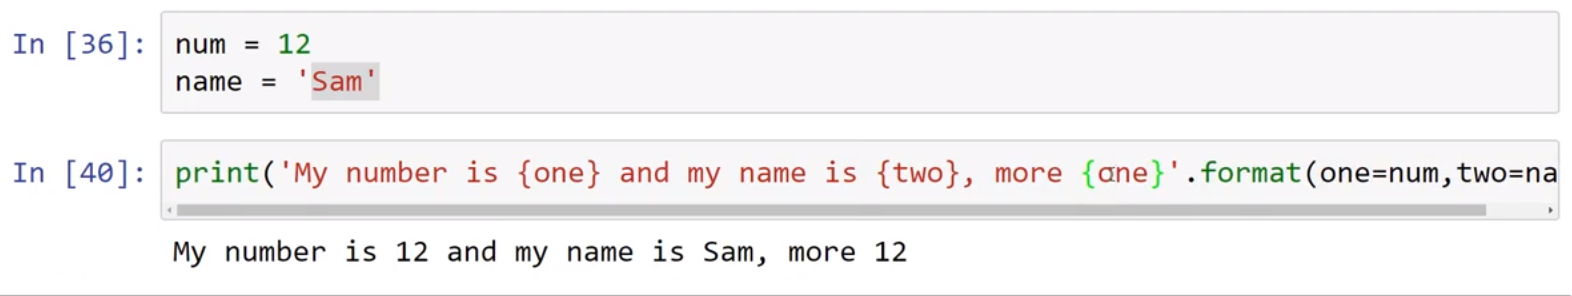 In [36]:
num = 12
name = 'Sam'
In [40]:
print('My number is {one} and my name is {two}, more {one}'.format(one=num,two=na
My number is 12 and my name is Sam, more 12